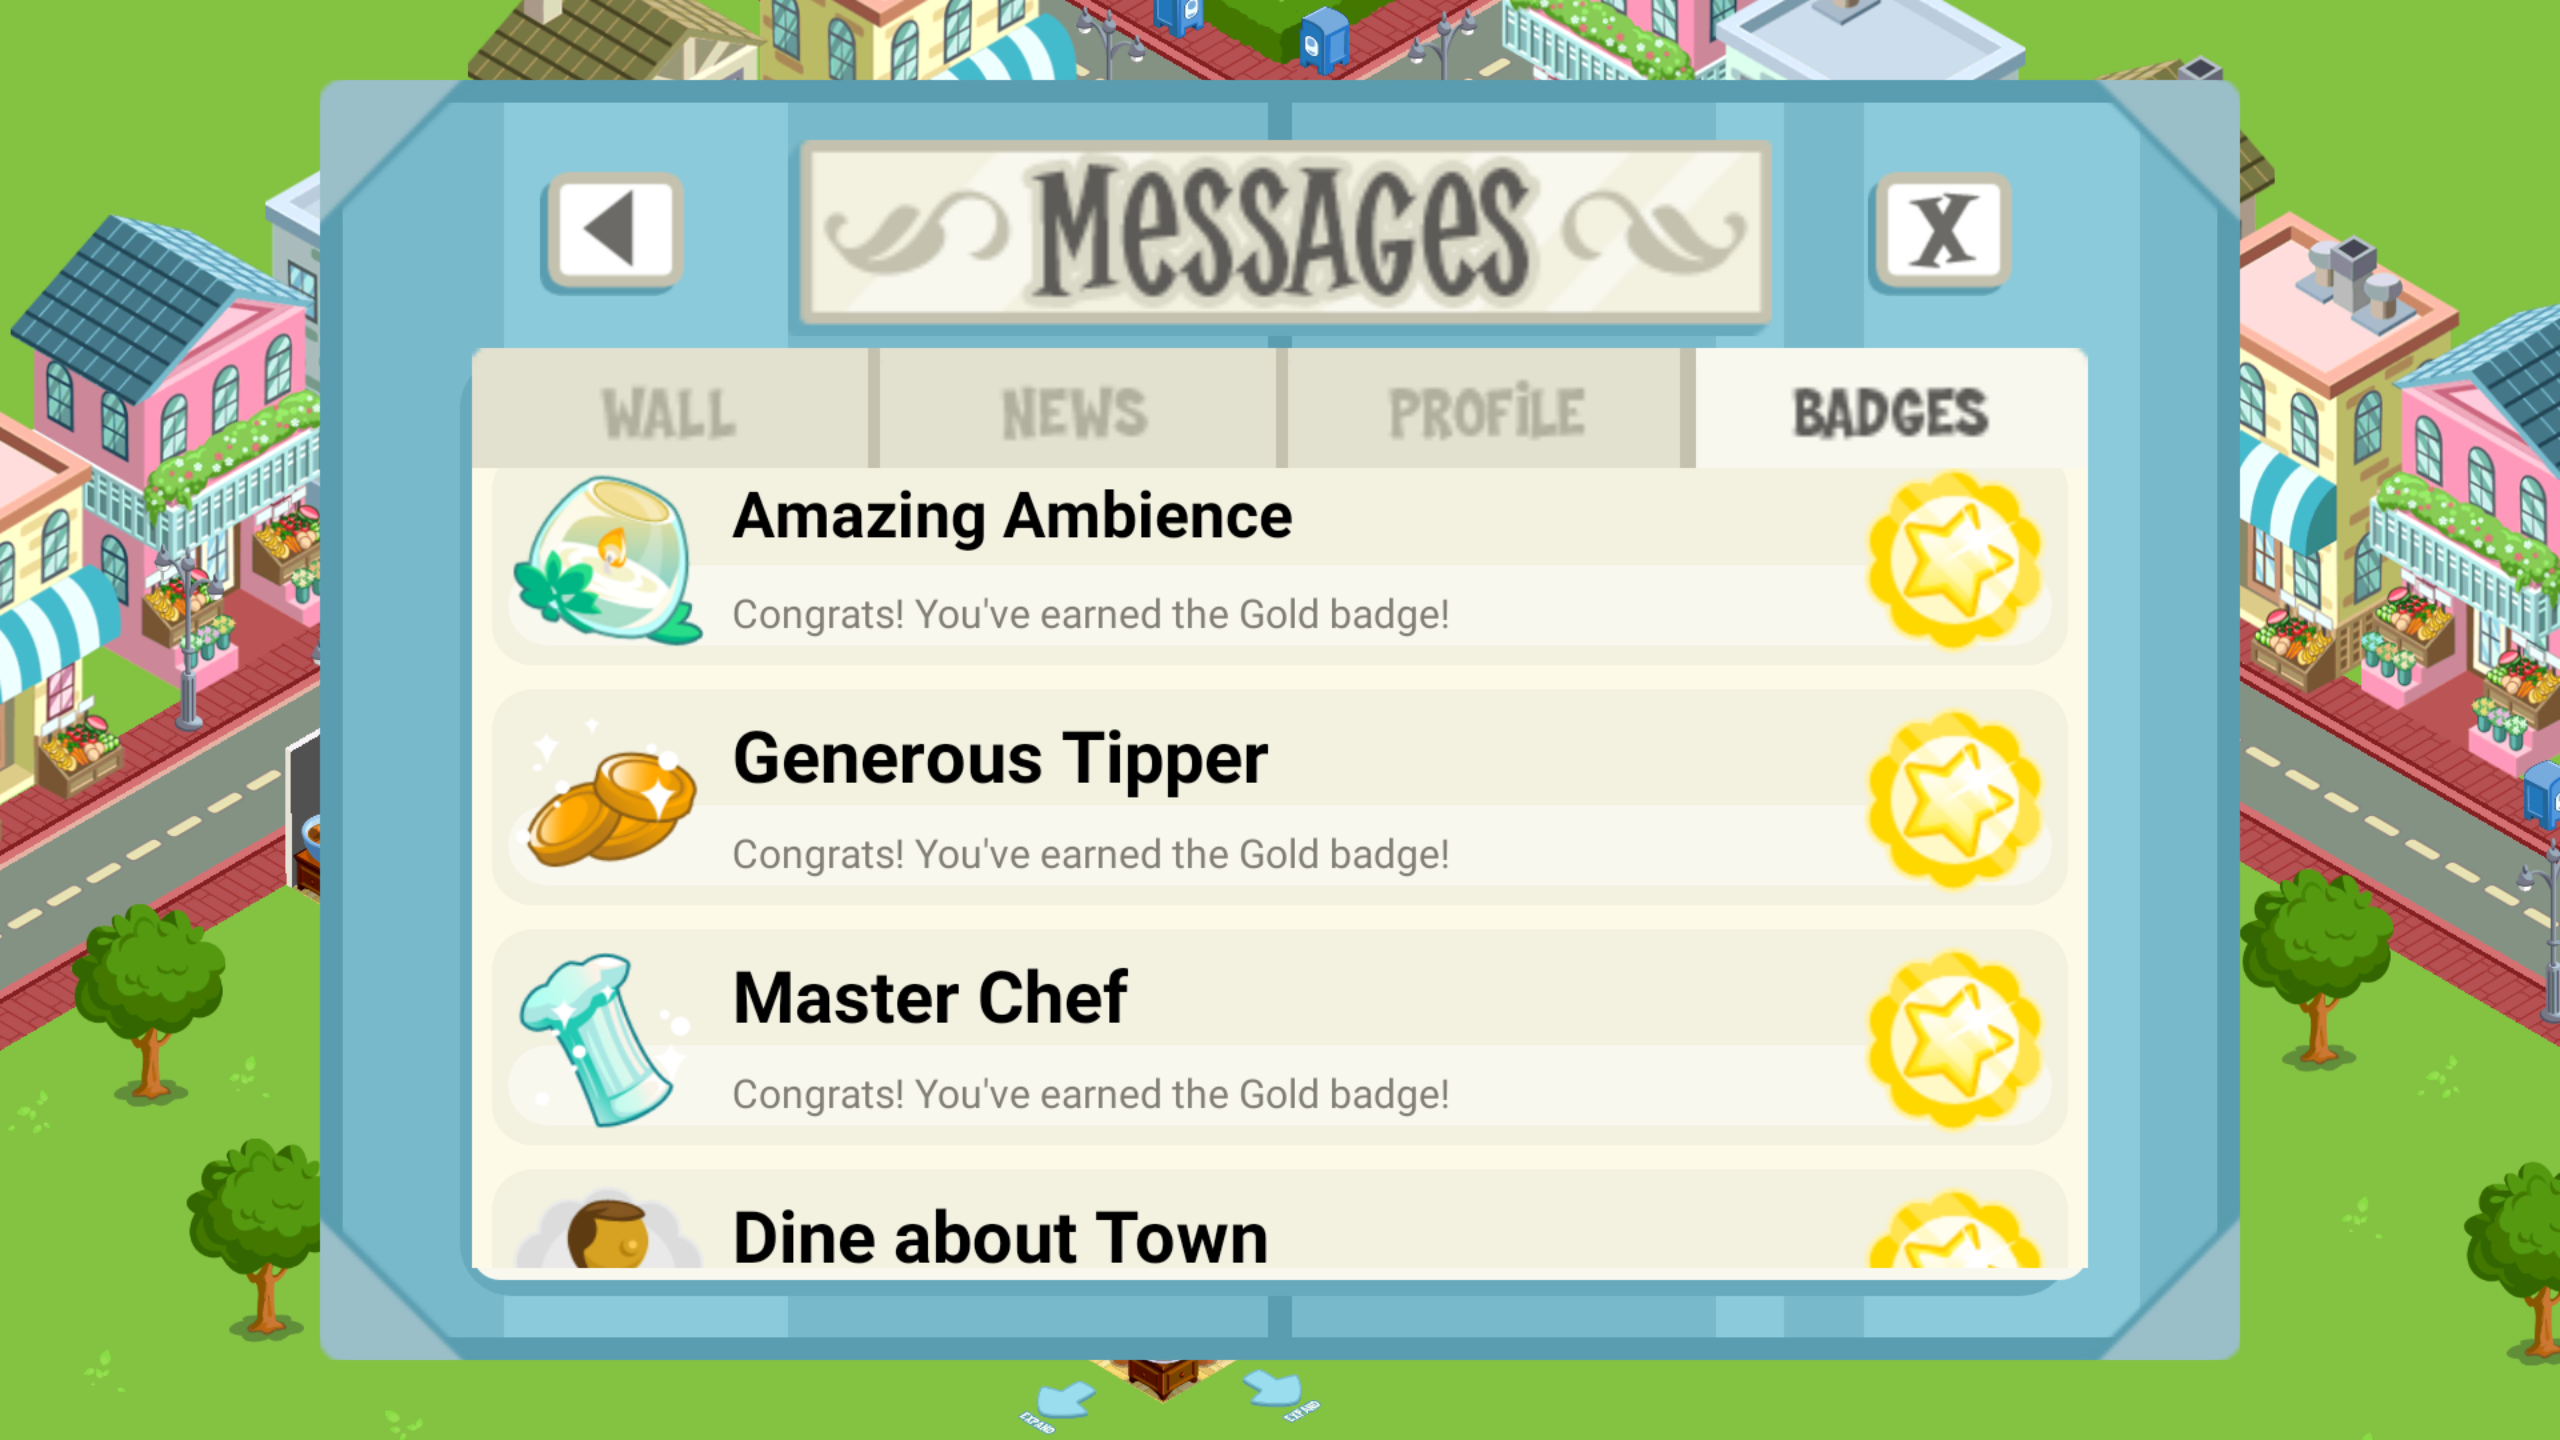 MESSAGES
X
WALL
NEWS
PROFILE
BADGES
Amazing Ambience
Congrats! You've earned the Gold badge!
Generous Tipper
Congrats! You've earned the Gold badge!
Master Chef
Congrats! You've earned the Gold badge!
Dine about Town
EXPAND
EXPAND